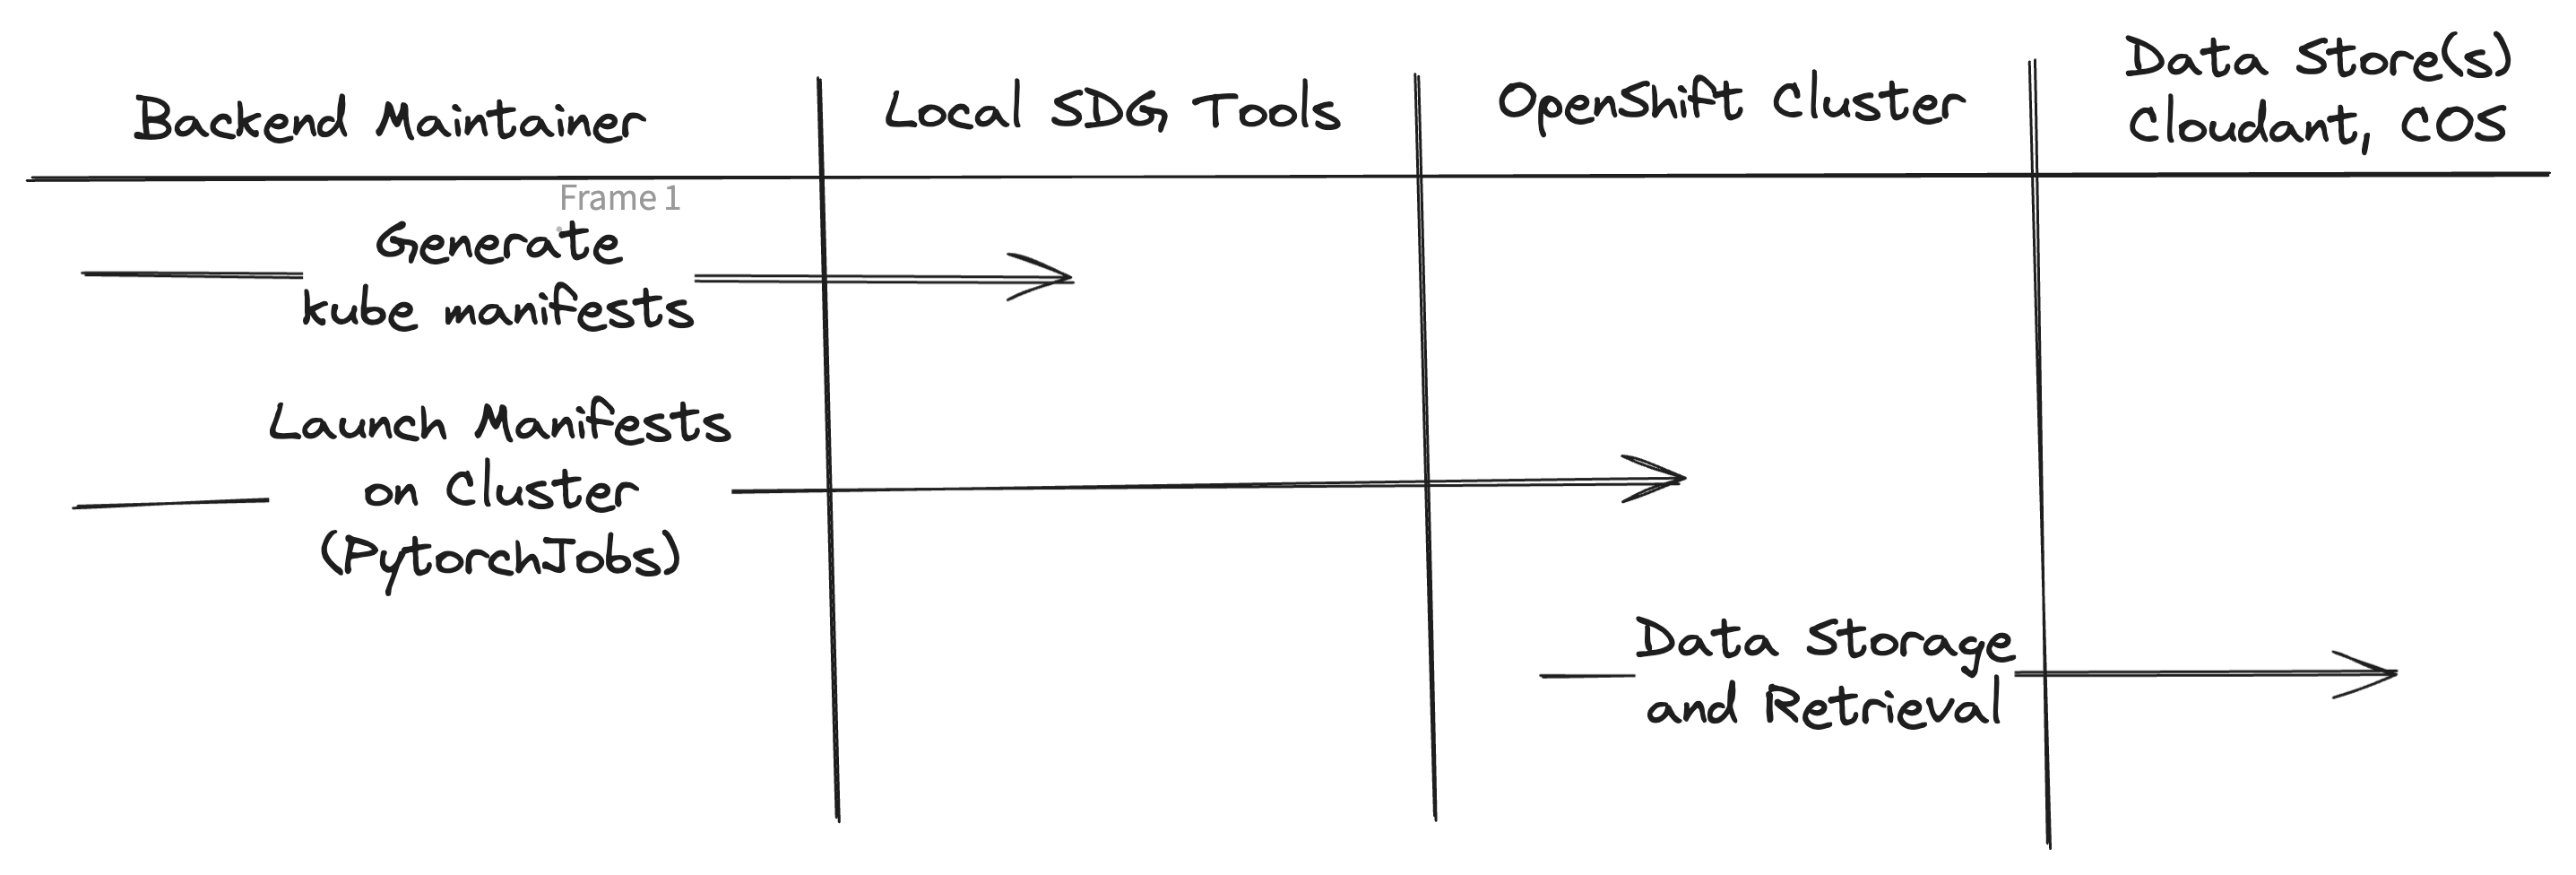 Backend Maintainer
Local SDG Tools
OpenShift Cluster
Data Store(s)
Cloudant, COS
Frame 1
Generate
kube manifests
Launch Manifests
on Cluster
(PytorchJobs)
Data Storage
and Retrieval